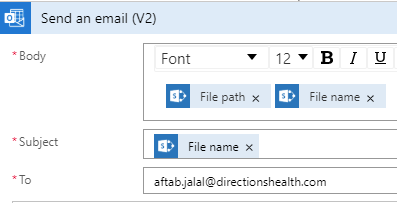 Send an email (V2)
* Body
Font 12 B I U
File path × File name ×
* Subject
File name ×
* To
aftab.jalal@directionshealth.com